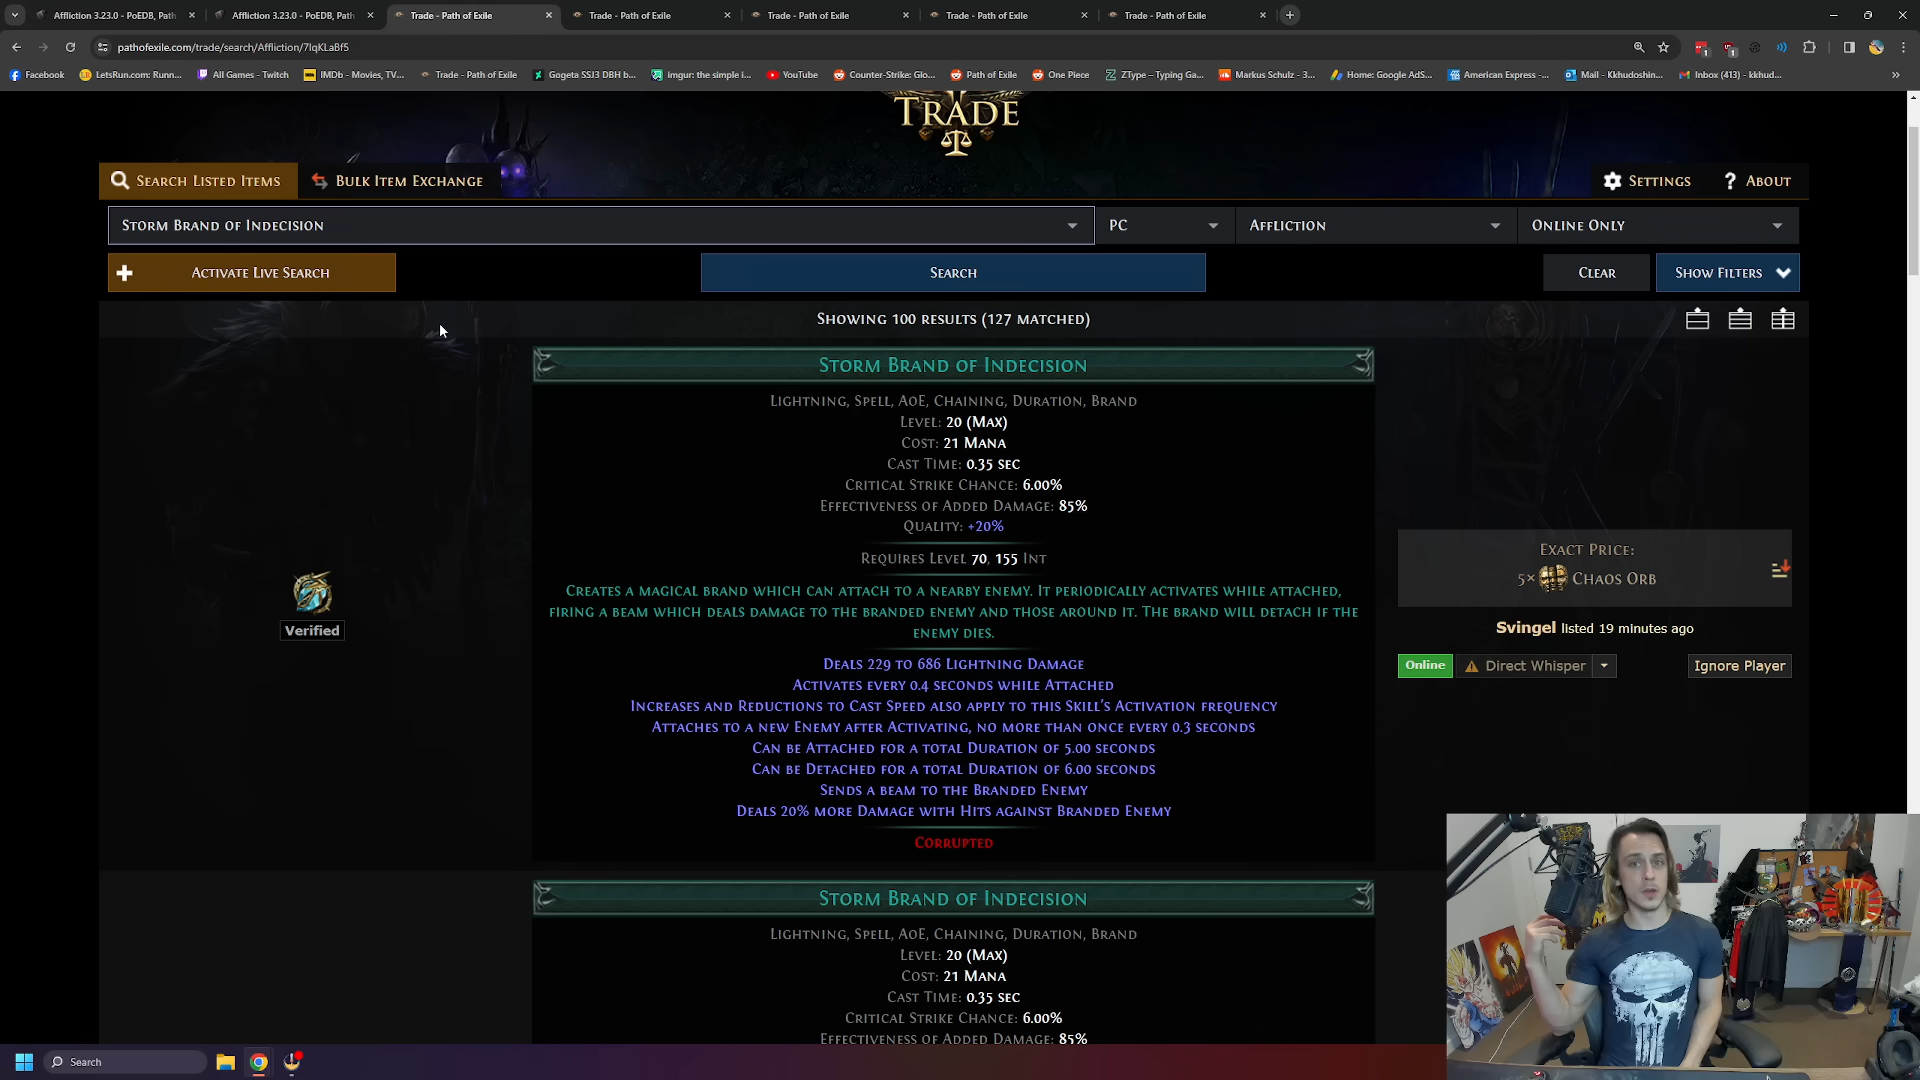 Affliction 3.23.0 - PoEDB, Path
Affliction 3.23.0 - PoEDB, Path
Trade - Path of Exile
Trade - Path of Exile
Trade - Path of Exile
Trade - Path of Exile
Trade - Path of Exile
pathofexile.com/trade/search/Affliction/7lqKLaBf5
Facebook
LetsRun.com: Runn...
All Games - Twitch
IMDb - Movies, TV...
Trade - Path of Exile
Gogeta SSJ3 DBH b...
Imgur: the simple i...
YouTube
Counter-Strike: Glo...
Path of Exile
One Piece
ZType – Typing Ga...
Markus Schulz - 3...
Home: Google AdS...
American Express -...
Mail - Kkhudoshin...
Inbox (413) - kkhud...
TRADE
Search Listed Items
Bulk Item Exchange
Settings
? About
Storm Brand of Indecision
PC
Affliction
Online Only
Activate Live Search
Search
Clear
Show Filters
Showing 100 results (127 matched)
Storm Brand of Indecision
Lightning, Spell, AoE, Chaining, Duration, Brand
Level: 20 (Max)
Cost: 21 Mana
Cast Time: 0.35 sec
Critical Strike Chance: 6.00%
Effectiveness of Added Damage: 85%
Quality: +20%
Requires Level 70, 155 Int
Creates a magical brand which can attach to a nearby enemy. It periodically activates while attached,
firing a beam which deals damage to the branded enemy and those around it. The brand will detach if the
enemy dies.
Deals 229 to 686 Lightning Damage
Activates every 0.4 seconds while Attached
Increases and Reductions to Cast Speed also apply to this Skill's Activation frequency
Attaches to a new Enemy after Activating, no more than once every 0.3 seconds
Can be Attached for a total Duration of 5.00 seconds
Can be Detached for a total Duration of 6.00 seconds
Sends a beam to the Branded Enemy
Deals 20% more Damage with Hits against Branded Enemy
Corrupted
Verified
Exact Price:
5× Chaos Orb
Svingel listed 19 minutes ago
Online
Direct Whisper
Ignore Player
Storm Brand of Indecision
Lightning, Spell, AoE, Chaining, Duration, Brand
Level: 20 (Max)
Cost: 21 Mana
Cast Time: 0.35 sec
Critical Strike Chance: 6.00%
Effectiveness of Added Damage: 85%
Search